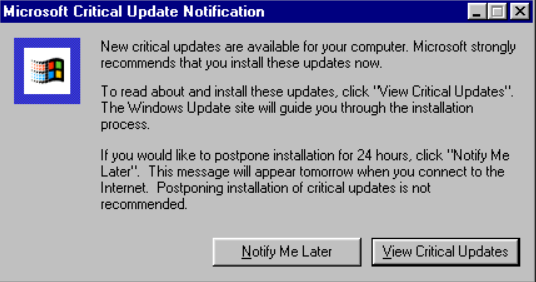 Microsoft Critical Update Notification
New critical updates are available for your computer. Microsoft strongly
recommends that you install these updates now.
To read about and install these updates, click "View Critical Updates".
The Windows Update site will guide you through the installation
process.
If you would like to postpone installation for 24 hours, click "Notify Me
Later".  This message will appear tomorrow when you connect to the
Internet.  Postponing installation of critical updates is not
recommended.
Notify Me Later
View Critical Updates